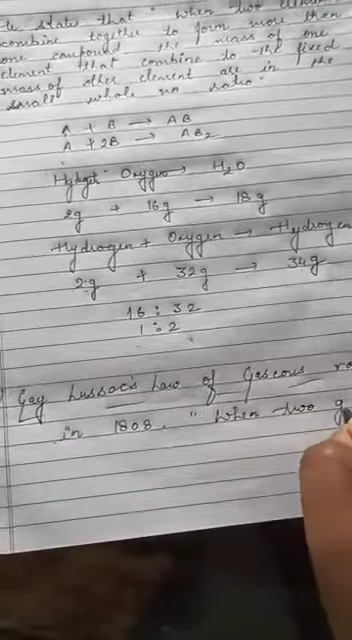 state that "when two
combine together to form more then
one compound the mass of one
element that combine to the fixed
mass of other element are in the
small whole no ratio.
A + B → AB
A + 2B → AB2
Oxygen → H2O
2g + 16g → 18g
Hydrogen + Oxygen → Hydrogen
2g + 32g → 34g
16 : 32
1 : 2
Gay Lussac's Law of Gaseous
in 1808. "When two g